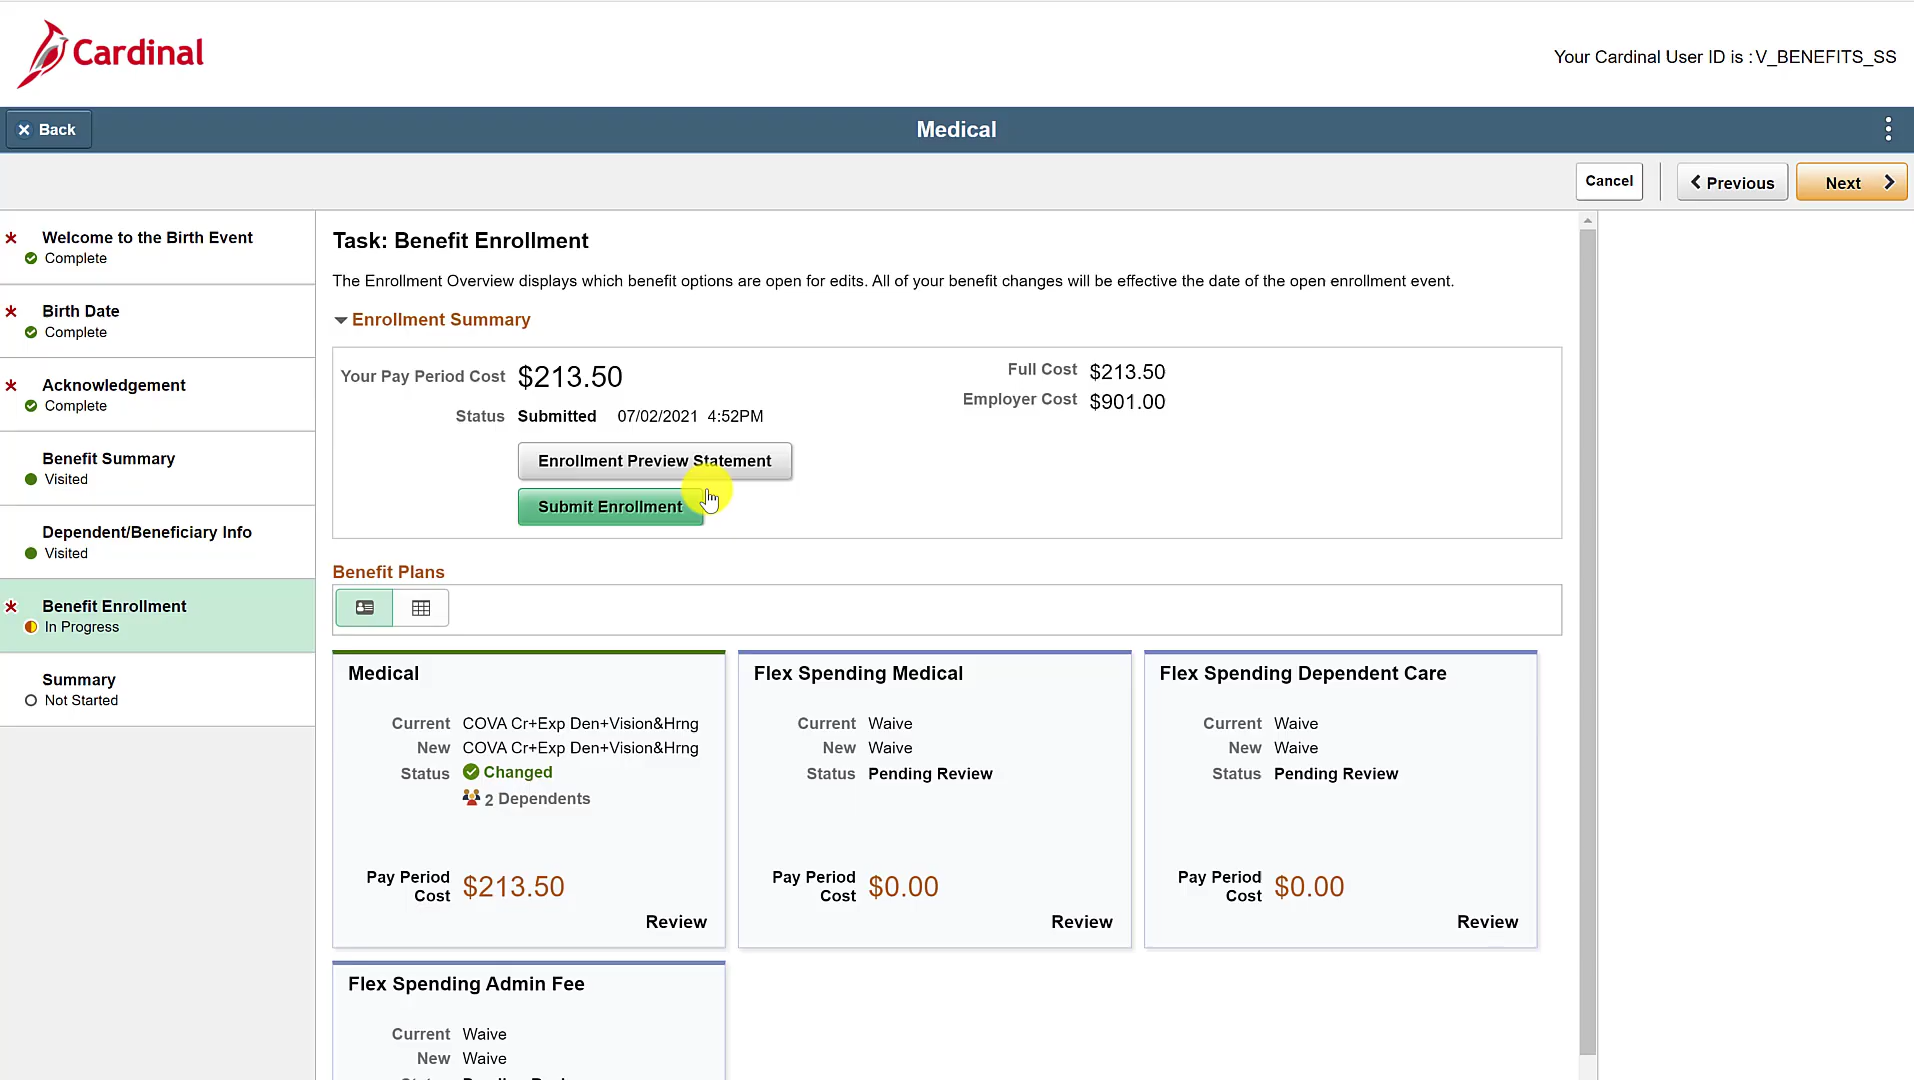 Cardinal
Your Cardinal User ID is : V_BENEFITS_SS
Back
Medical
Cancel
Previous
Next
* Welcome to the Birth Event
Complete
* Birth Date
Complete
* Acknowledgement
Complete
Benefit Summary
Visited
Dependent/Beneficiary Info
Visited
* Benefit Enrollment
In Progress
Summary
Not Started
Task: Benefit Enrollment
The Enrollment Overview displays which benefit options are open for edits. All of your benefit changes will be effective the date of the open enrollment event.
Enrollment Summary
Your Pay Period Cost $213.50
Full Cost $213.50
Employer Cost $901.00
Status Submitted 07/02/2021 4:52PM
Enrollment Preview Statement
Submit Enrollment
Benefit Plans
Medical
Current COVA Cr+Exp Den+Vision&Hrng
New COVA Cr+Exp Den+Vision&Hrng
Status Changed
2 Dependents
Pay Period
Cost $213.50
Review
Flex Spending Medical
Current Waive
New Waive
Status Pending Review
Pay Period
Cost $0.00
Review
Flex Spending Dependent Care
Current Waive
New Waive
Status Pending Review
Pay Period
Cost $0.00
Review
Flex Spending Admin Fee
Current Waive
New Waive